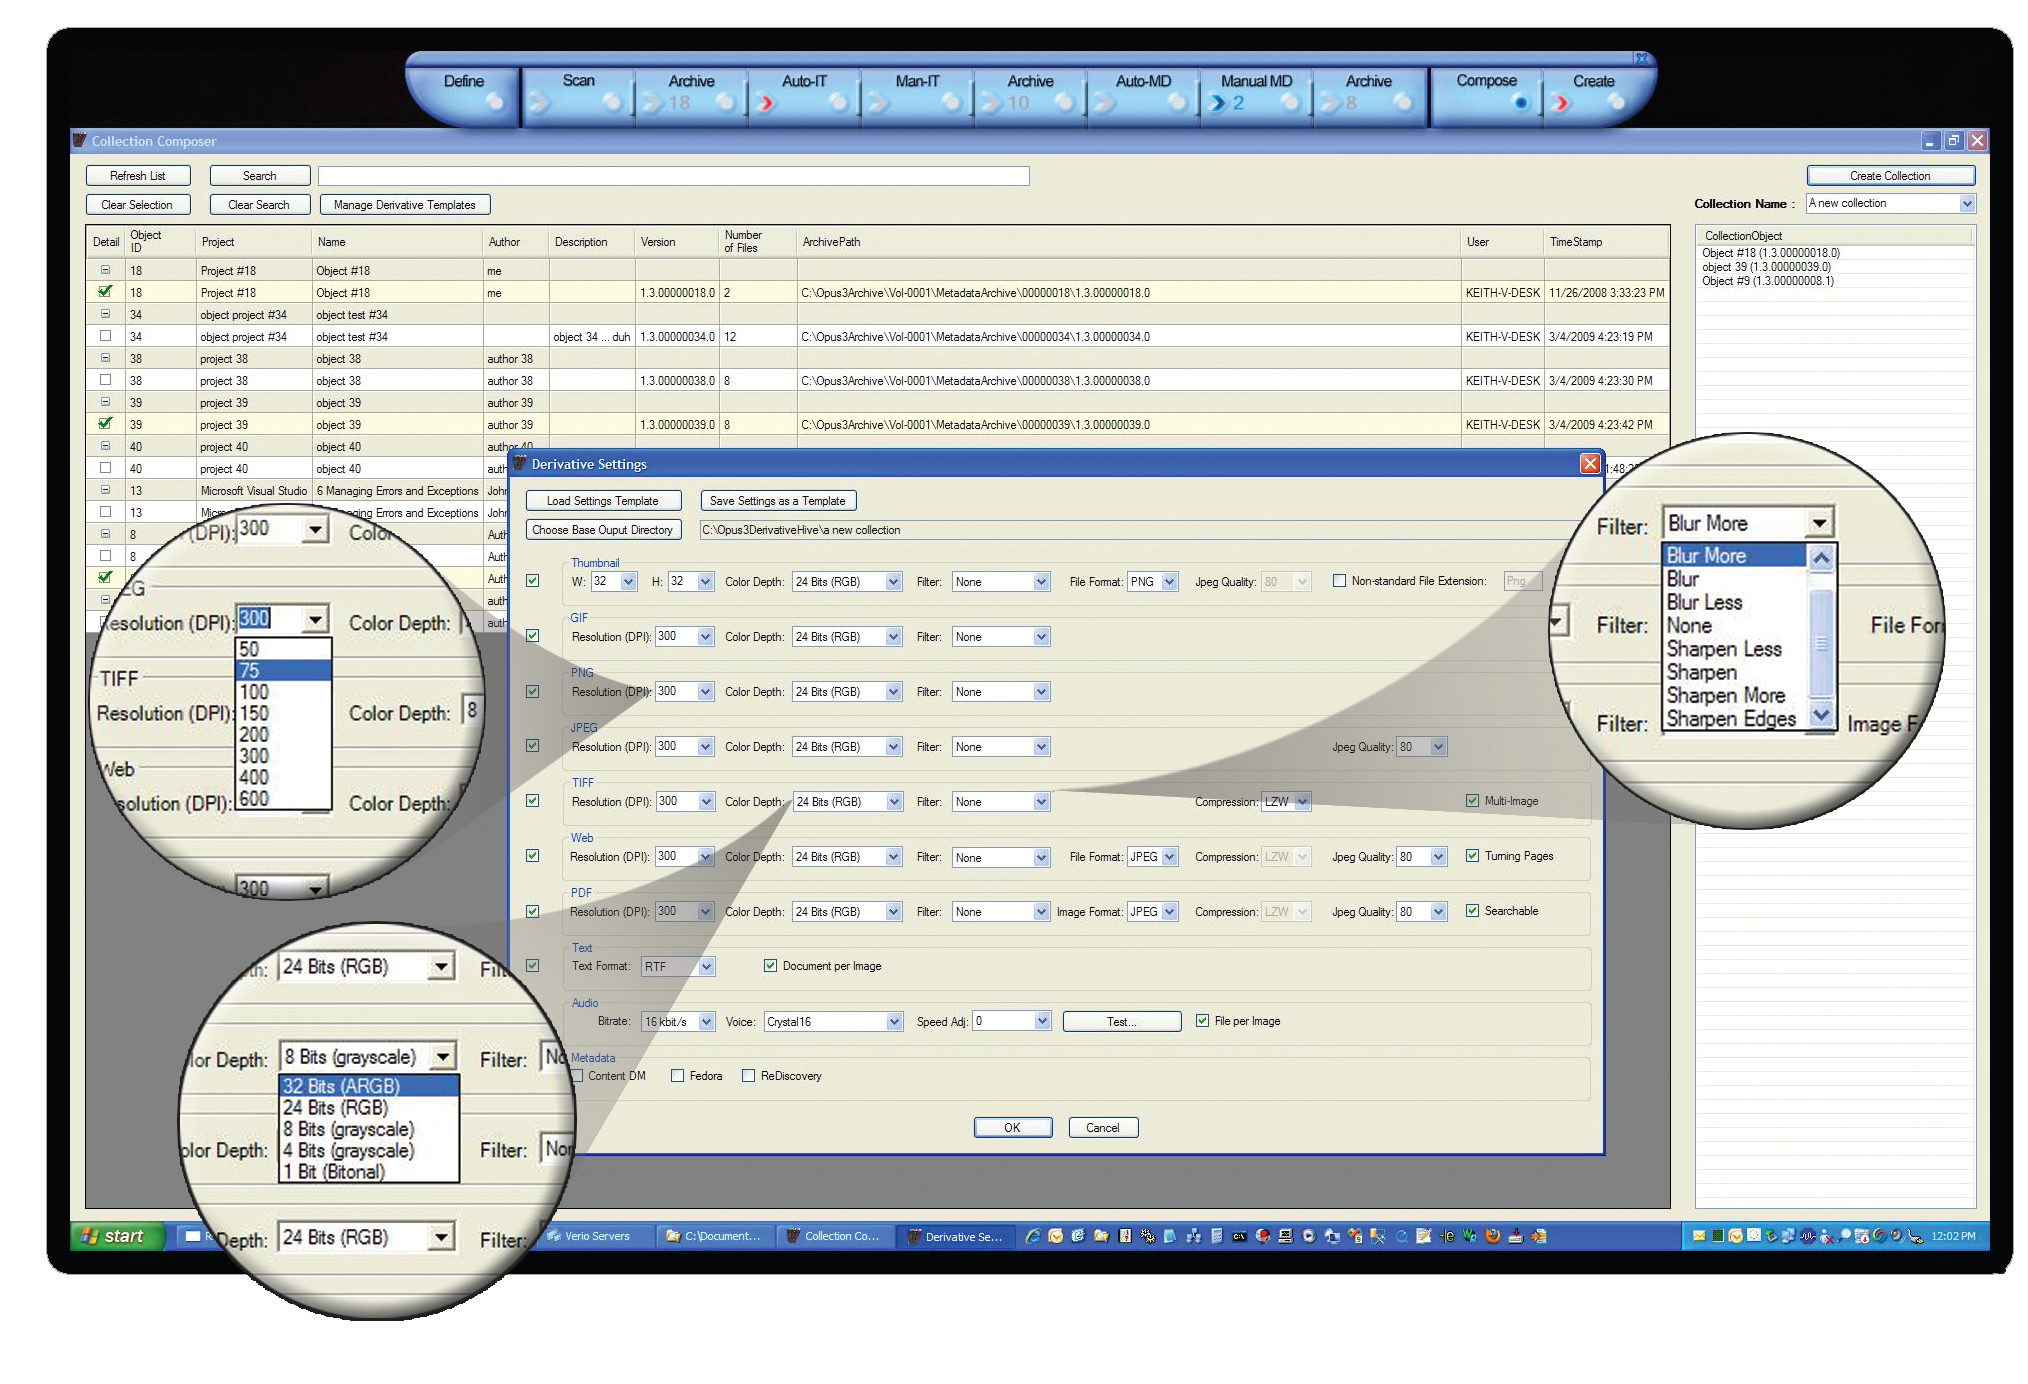 Define Scan Archive Auto-IT Man-IT Archive Auto-MD Manual MD Archive Compose Create
18 10 2 8
Collection Composer
Refresh List Search Create Collection
Clear Selection Clear Search Manage Derivative Templates Collection Name : A new collection
Detail Object ID Project Name Author Description Version Number of Files ArchivePath User TimeStamp CollectionObject
18 Project #18 Object #18 me
18 Project #18 Object #18 me 1.3.00000018.0 2 C:\Opus3Archive\Vol-0001\MetadataArchive\00000018\1.3.00000018.0 KEITH-V-DESK 11/26/2008 3:33:23 PM
34 object project #34 object test #34
34 object project #34 object test #34 object 34 ... duh 1.3.00000034.0 12 C:\Opus3Archive\Vol-0001\MetadataArchive\00000034\1.3.00000034.0 KEITH-V-DESK 3/4/2009 4:23:19 PM
38 project 38 object 38 author 38
38 project 38 object 38 author 38 1.3.00000038.0 8 C:\Opus3Archive\Vol-0001\MetadataArchive\00000038\1.3.00000038.0 KEITH-V-DESK 3/4/2009 4:23:30 PM
39 project 39 object 39 author 39
39 project 39 object 39 author 39 1.3.00000039.0 8 C:\Opus3Archive\Vol-0001\MetadataArchive\00000039\1.3.00000039.0 KEITH-V-DESK 3/4/2009 4:23:42 PM
40 project 40 object 40 author 40
40 project 40 object 40
13 Microsoft Visual Studio 6 Managing Errors and Exceptions
13 Managing Errors and Exceptions
8
8
Object #18 (1.3.00000018.0)
object 39 (1.3.00000039.0)
Object #9 (1.3.00000008.1)
Derivative Settings
Load Settings Template Save Settings as a Template
Choose Base Ouput Directory C:\Opus3DerivativeHive\a new collection
Thumbnail
W: 32 H: 32 Color Depth: 24 Bits (RGB) Filter: None File Format: PNG Jpeg Quality: 80 Non-standard File Extension: Png
GIF
Resolution (DPI): 300 Color Depth: 24 Bits (RGB) Filter: None
PNG
Resolution (DPI): 300 Color Depth: 24 Bits (RGB) Filter: None
JPEG
Resolution (DPI): 300 Color Depth: 24 Bits (RGB) Filter: None Jpeg Quality: 80
TIFF
Resolution (DPI): 300 Color Depth: 24 Bits (RGB) Filter: None Compression: LZW Multi-Image
Web
Resolution (DPI): 300 Color Depth: 24 Bits (RGB) Filter: None File Format: JPEG Compression: LZW Jpeg Quality: 80 Turning Pages
PDF
Resolution (DPI): 300 Color Depth: 24 Bits (RGB) Filter: None Image Format: JPEG Compression: LZW Jpeg Quality: 80 Searchable
Text
Text Format: RTF Document per Image
Audio
Bitrate: 16 kbit/s Voice: Crystal16 Speed Adj: 0 Test... File per Image
Metadata
Content DM Fedora ReDiscovery
OK Cancel
(DPI): 300
Resolution (DPI): 300 Color Depth:
50
75
TIFF
100
Resolution (DPI): 150 Color Depth: 8
200
300
Web
400
600 Color Depth:
300
24 Bits (RGB)
Color Depth: 8 Bits (grayscale) Filter:
32 Bits (ARGB)
24 Bits (RGB)
8 Bits (grayscale)
4 Bits (grayscale) Filter:
1 Bit (Bitonal)
Depth: 24 Bits (RGB) Filter:
Filter: Blur More
Blur More
Blur
Blur Less
Filter: None
Sharpen Less
Sharpen
Sharpen More
Filter: Sharpen Edges Image
start Verio Servers C:\Document... Collection Co... Derivative Se... 12:02 PM